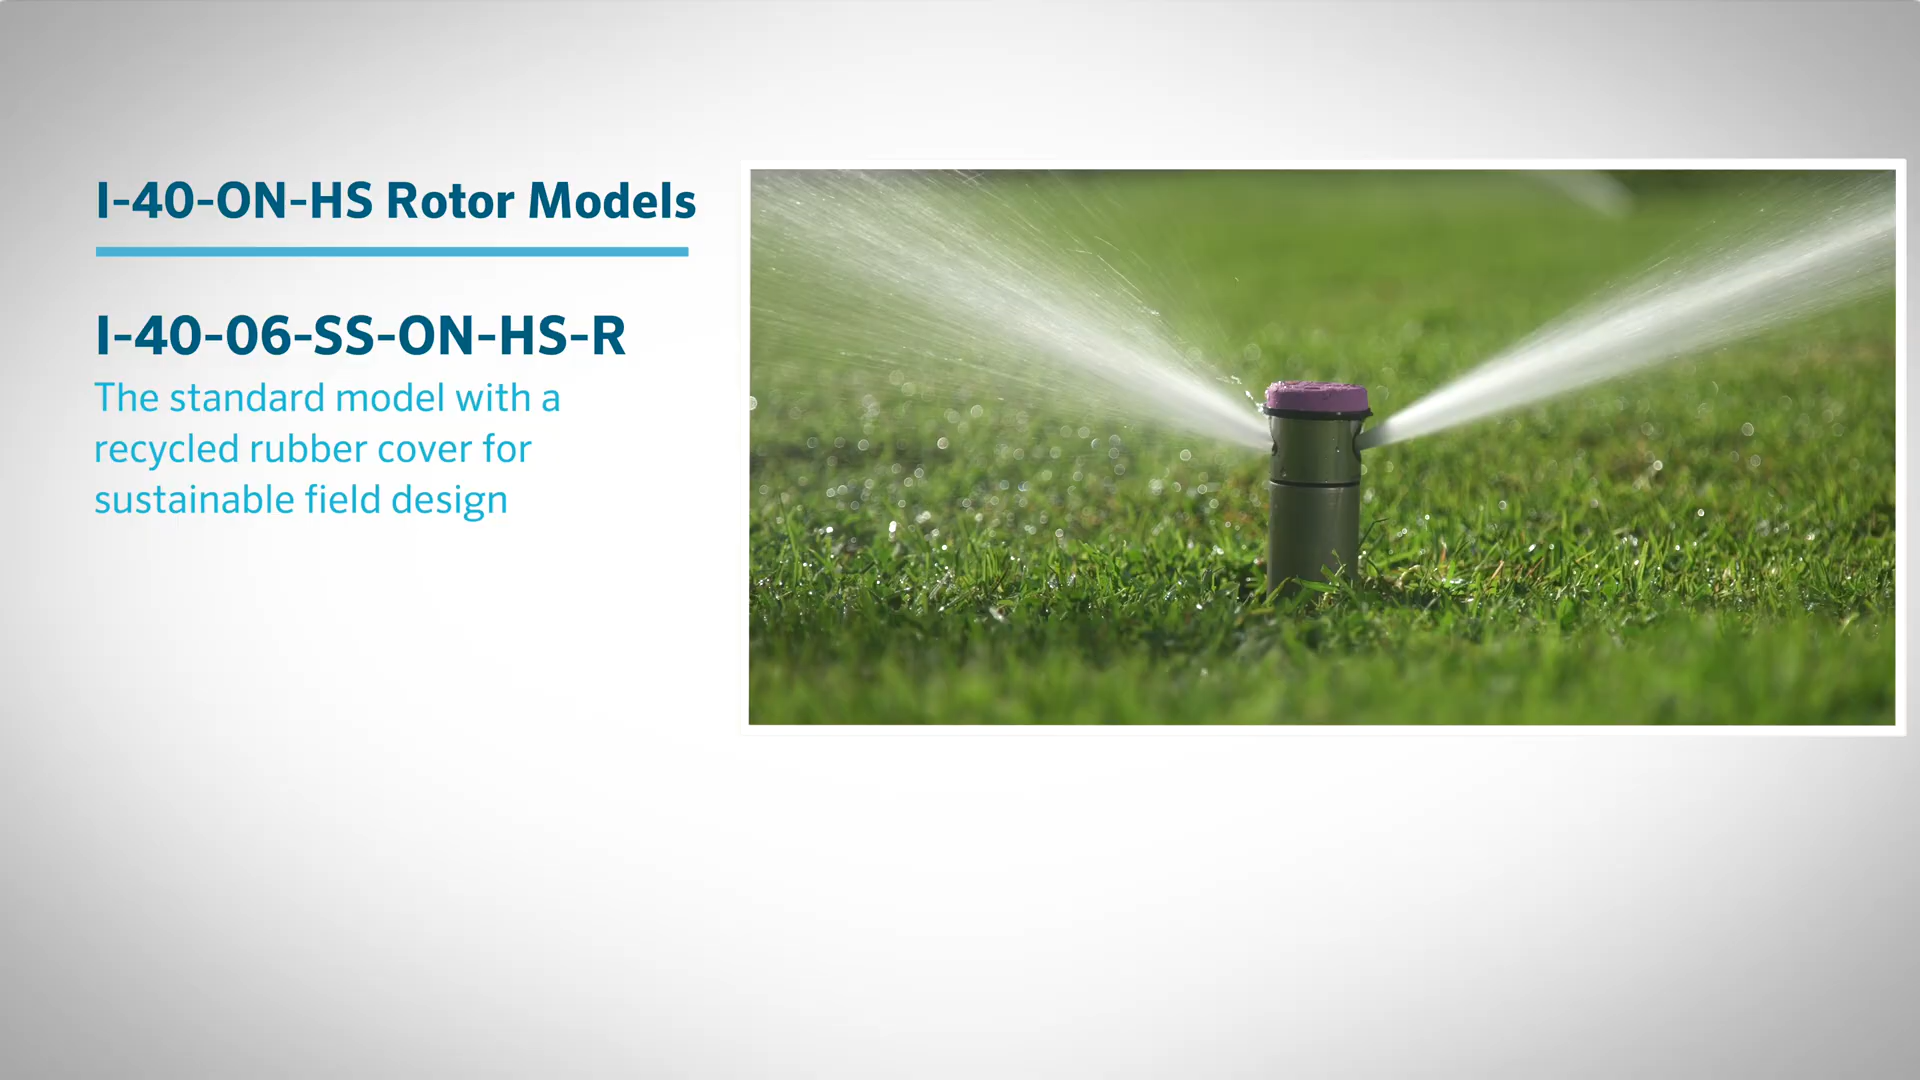 I-40-ON-HS Rotor Models
I-40-06-SS-ON-HS-R
The standard model with a
recycled rubber cover for
sustainable field design